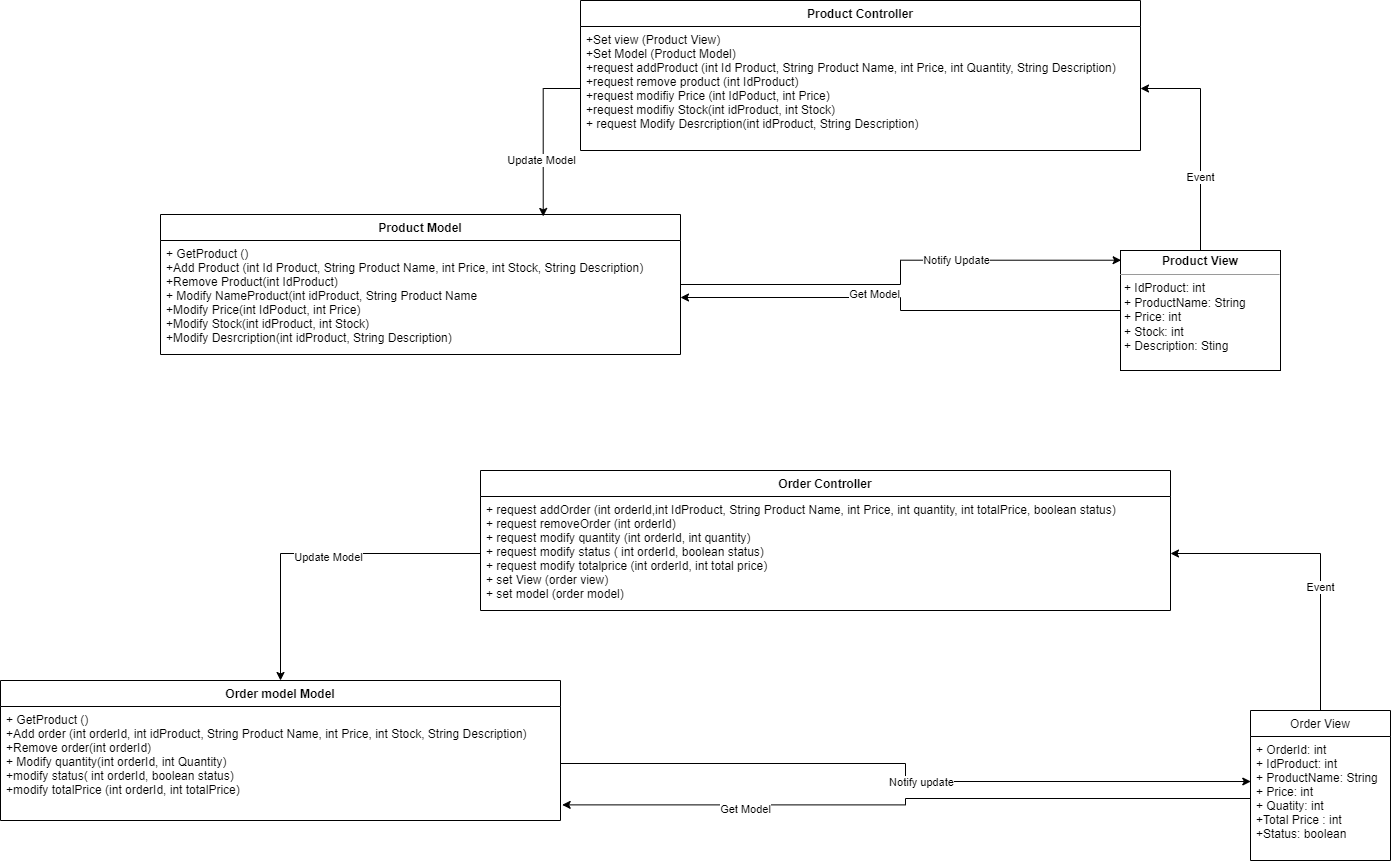 Product Controller
+Set view (Product View)
+Set Model (Product Model)
+request addProduct (int Id Product, String Product Name, int Price, int Quantity, String Description)
+request remove product (int IdProduct)
+request modifiy Price (int IdPoduct, int Price)
+request modifiy Stock(int idProduct, int Stock)
+ request Modify Desrcription(int idProduct, String Description)
Update Model
Event
Product Model
+ GetProduct ()
+Add Product (int Id Product, String Product Name, int Price, int Stock, String Description)
+Remove Product(int IdProduct)
+ Modify NameProduct(int idProduct, String Product Name
+Modify Price(int IdPoduct, int Price)
+Modify Stock(int idProduct, int Stock)
+Modify Desrcription(int idProduct, String Description)
Notify Update
Get Model
Product View
+ IdProduct: int
+ ProductName: String
+ Price: int
+ Stock: int
+ Description: Sting
Order Controller
+ request addOrder (int orderId,int IdProduct, String Product Name, int Price, int quantity, int totalPrice, boolean status)
+ request removeOrder (int orderId)
+ request modify quantity (int orderId, int quantity)
+ request modify status ( int orderId, boolean status)
+ request modify totalprice (int orderId, int total price)
+ set View (order view)
+ set model (order model)
Update Model
Event
Order model Model
+ GetProduct ()
+Add order (int orderId, int idProduct, String Product Name, int Price, int Stock, String Description)
+Remove order(int orderId)
+ Modify quantity(int orderId, int Quantity)
+modify status( int orderId, boolean status)
+modify totalPrice (int orderId, int totalPrice)
Notify update
Get Model
Order View
+ OrderId: int
+ IdProduct: int
+ ProductName: String
+ Price: int
+ Quatity: int
+Total Price : int
+Status: boolean